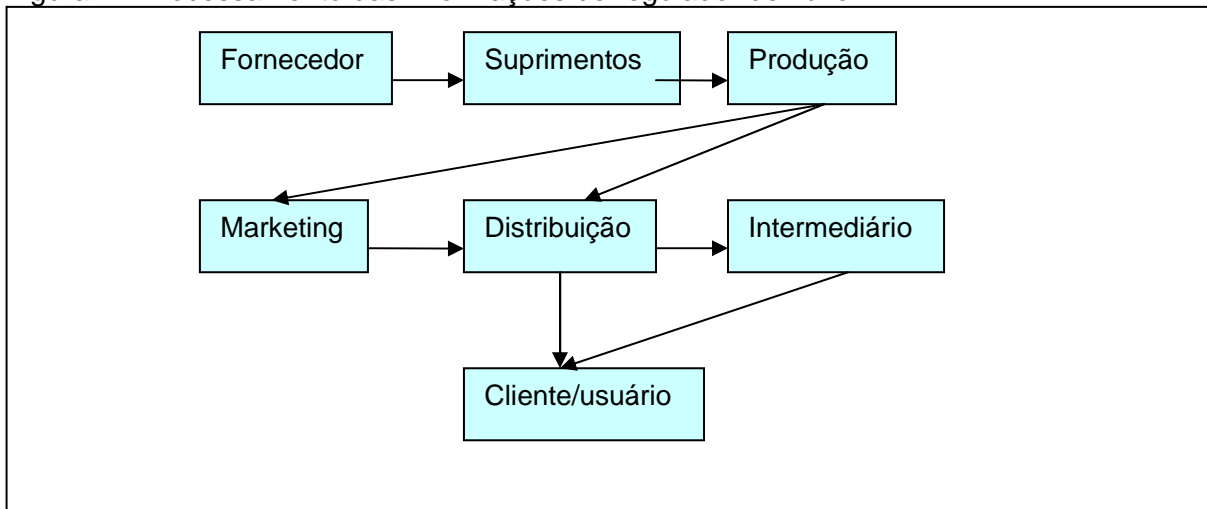 Fornecedor
Suprimentos
Produção
Marketing
Distribuição
Intermediário
Cliente/usuário